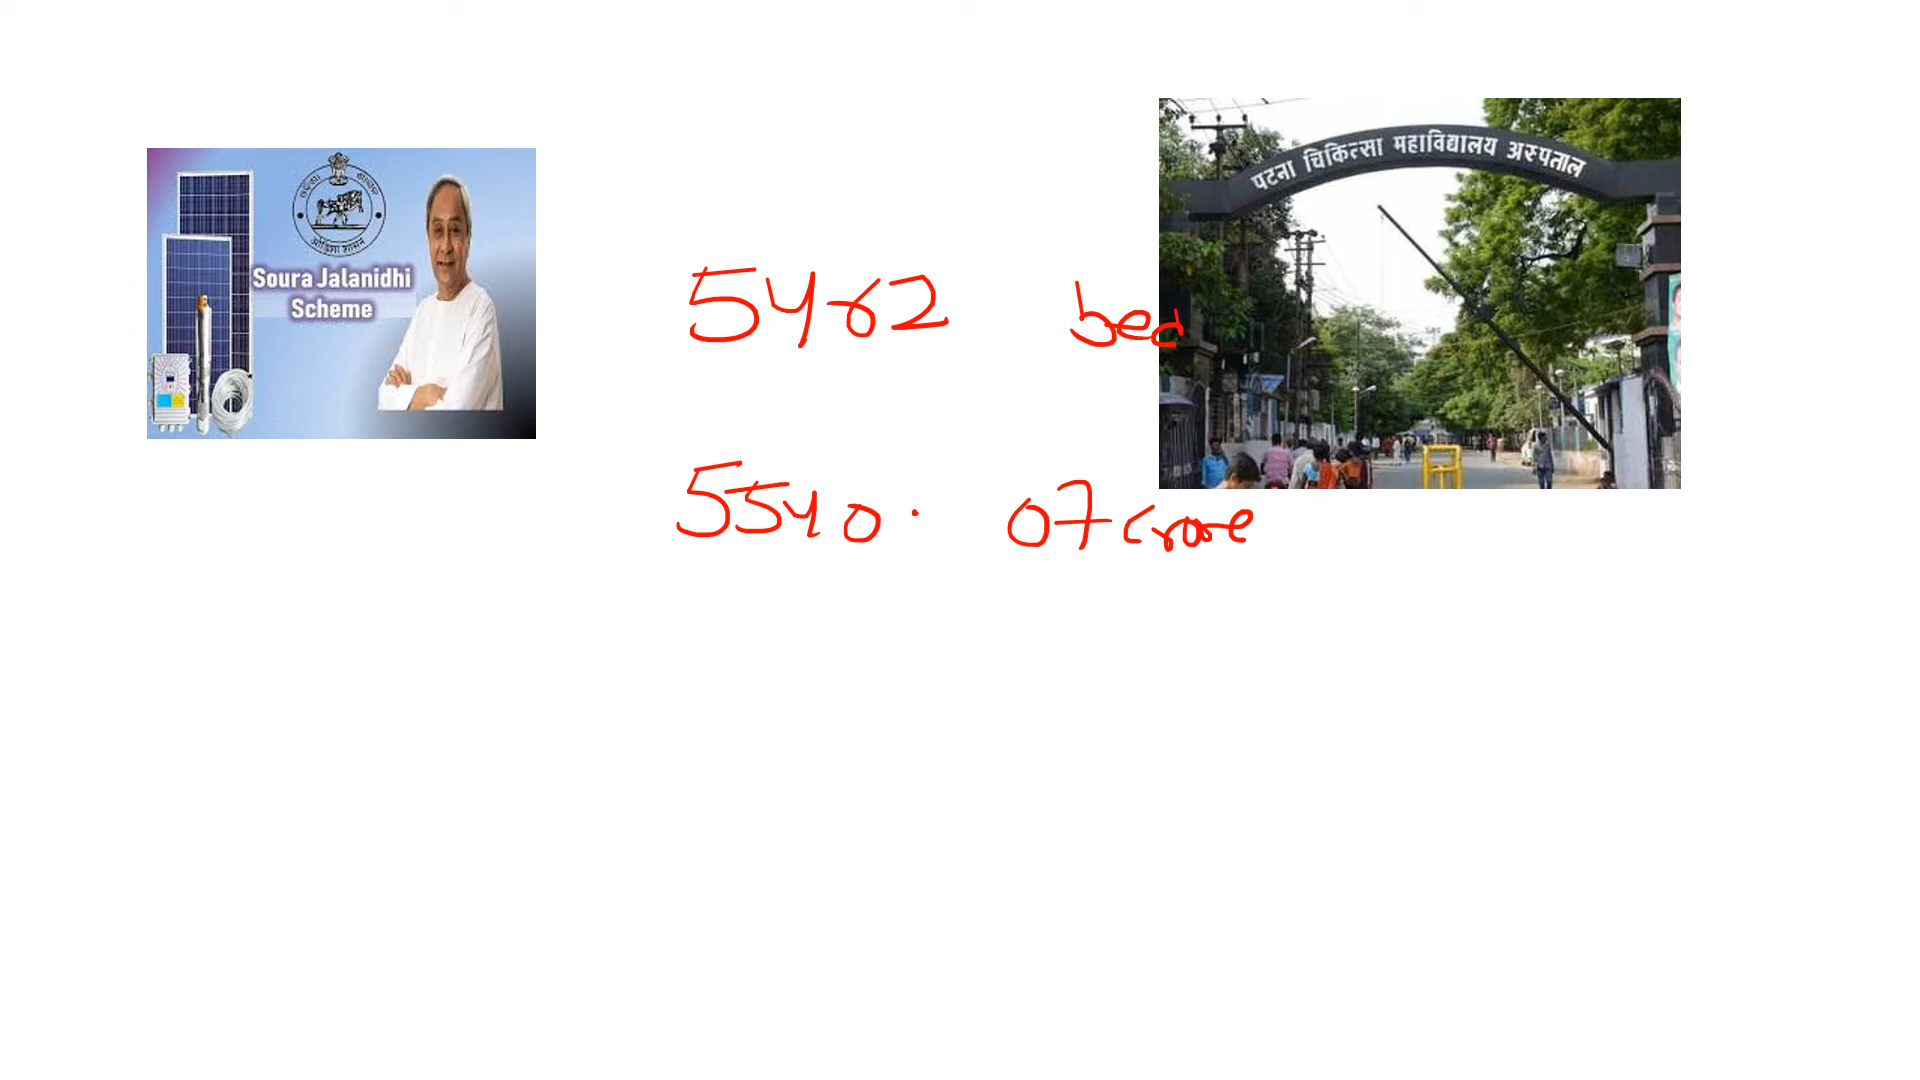 Soura Jalanidhi
Scheme
पटना चिकित्सा महाविद्यालय अस्पताल
5462 bed
5540. 07 crore